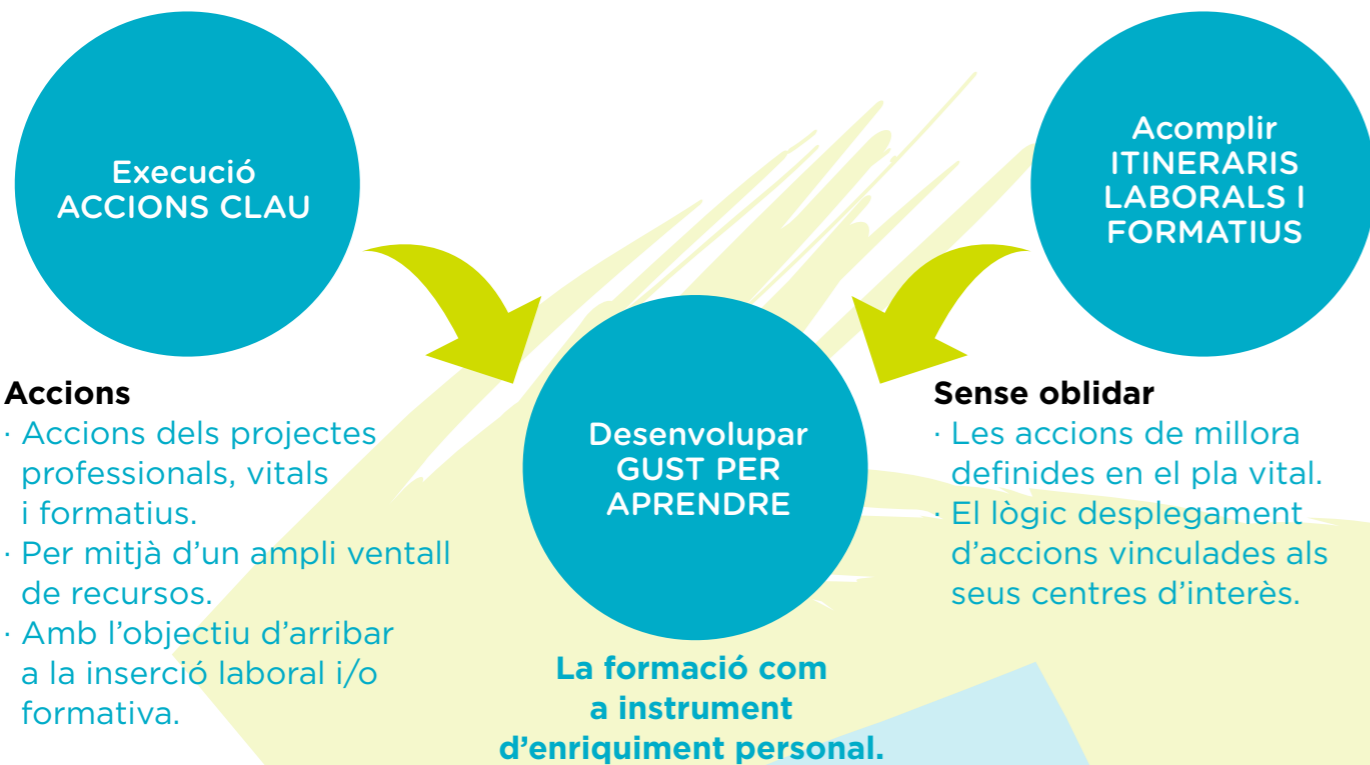 Execució
ACCIONS CLAU
Acomplir
ITINERARIS
LABORALS I
FORMATIUS
Desenvolupar
GUST PER
APRENDRE
Accions
· Accions dels projectes
professionals, vitals
i formatius.
· Per mitjà d’un ampli ventall
de recursos.
· Amb l’objectiu d’arribar
a la inserció laboral i/o
formativa.
La formació com
a instrument
d’enriquiment personal.
Sense oblidar
· Les accions de millora
definides en el pla vital.
· El lògic desplegament
d’accions vinculades als
seus centres d’interès.